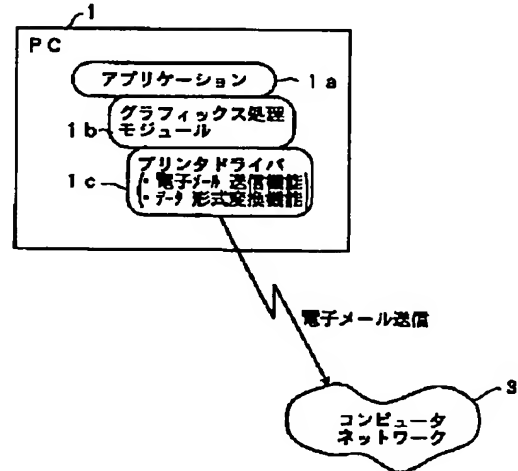 1
PC
アプリケーション
1a
グラフィックス処理
1b
モジュール
プリンタドライバ
1c
・電子メール 送信機能
・データ 形式変換機能
電子メール送信
3
コンピュータ
ネットワーク